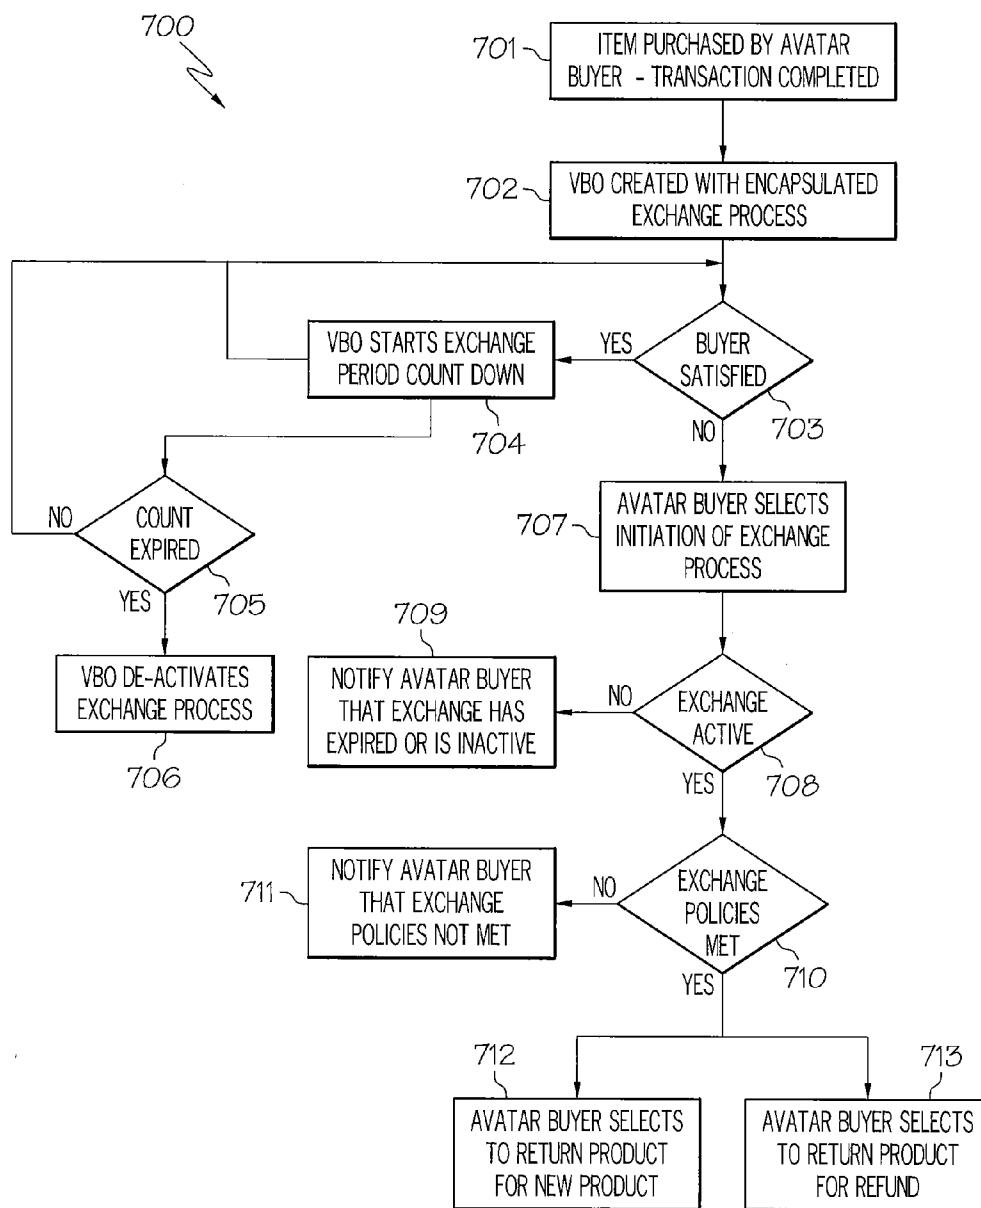 700
701
ITEM PURCHASED BY AVATAR
BUYER - TRANSACTION COMPLETED
702
VBO CREATED WITH ENCAPSULATED
EXCHANGE PROCESS
VBO STARTS EXCHANGE
PERIOD COUNT DOWN
704
YES
BUYER
SATISFIED
703
NO
NO
COUNT
EXPIRED
705
YES
707
AVATAR BUYER SELECTS
INITIATION OF EXCHANGE
PROCESS
VBO DE-ACTIVATES
EXCHANGE PROCESS
706
709
NOTIFY AVATAR BUYER
THAT EXCHANGE HAS
EXPIRED OR IS INACTIVE
NO
EXCHANGE
ACTIVE
708
YES
711
NOTIFY AVATAR BUYER
THAT EXCHANGE
POLICIES NOT MET
NO
EXCHANGE
POLICIES
MET
710
YES
712
AVATAR BUYER SELECTS
TO RETURN PRODUCT
FOR NEW PRODUCT
713
AVATAR BUYER SELECTS
TO RETURN PRODUCT
FOR REFUND